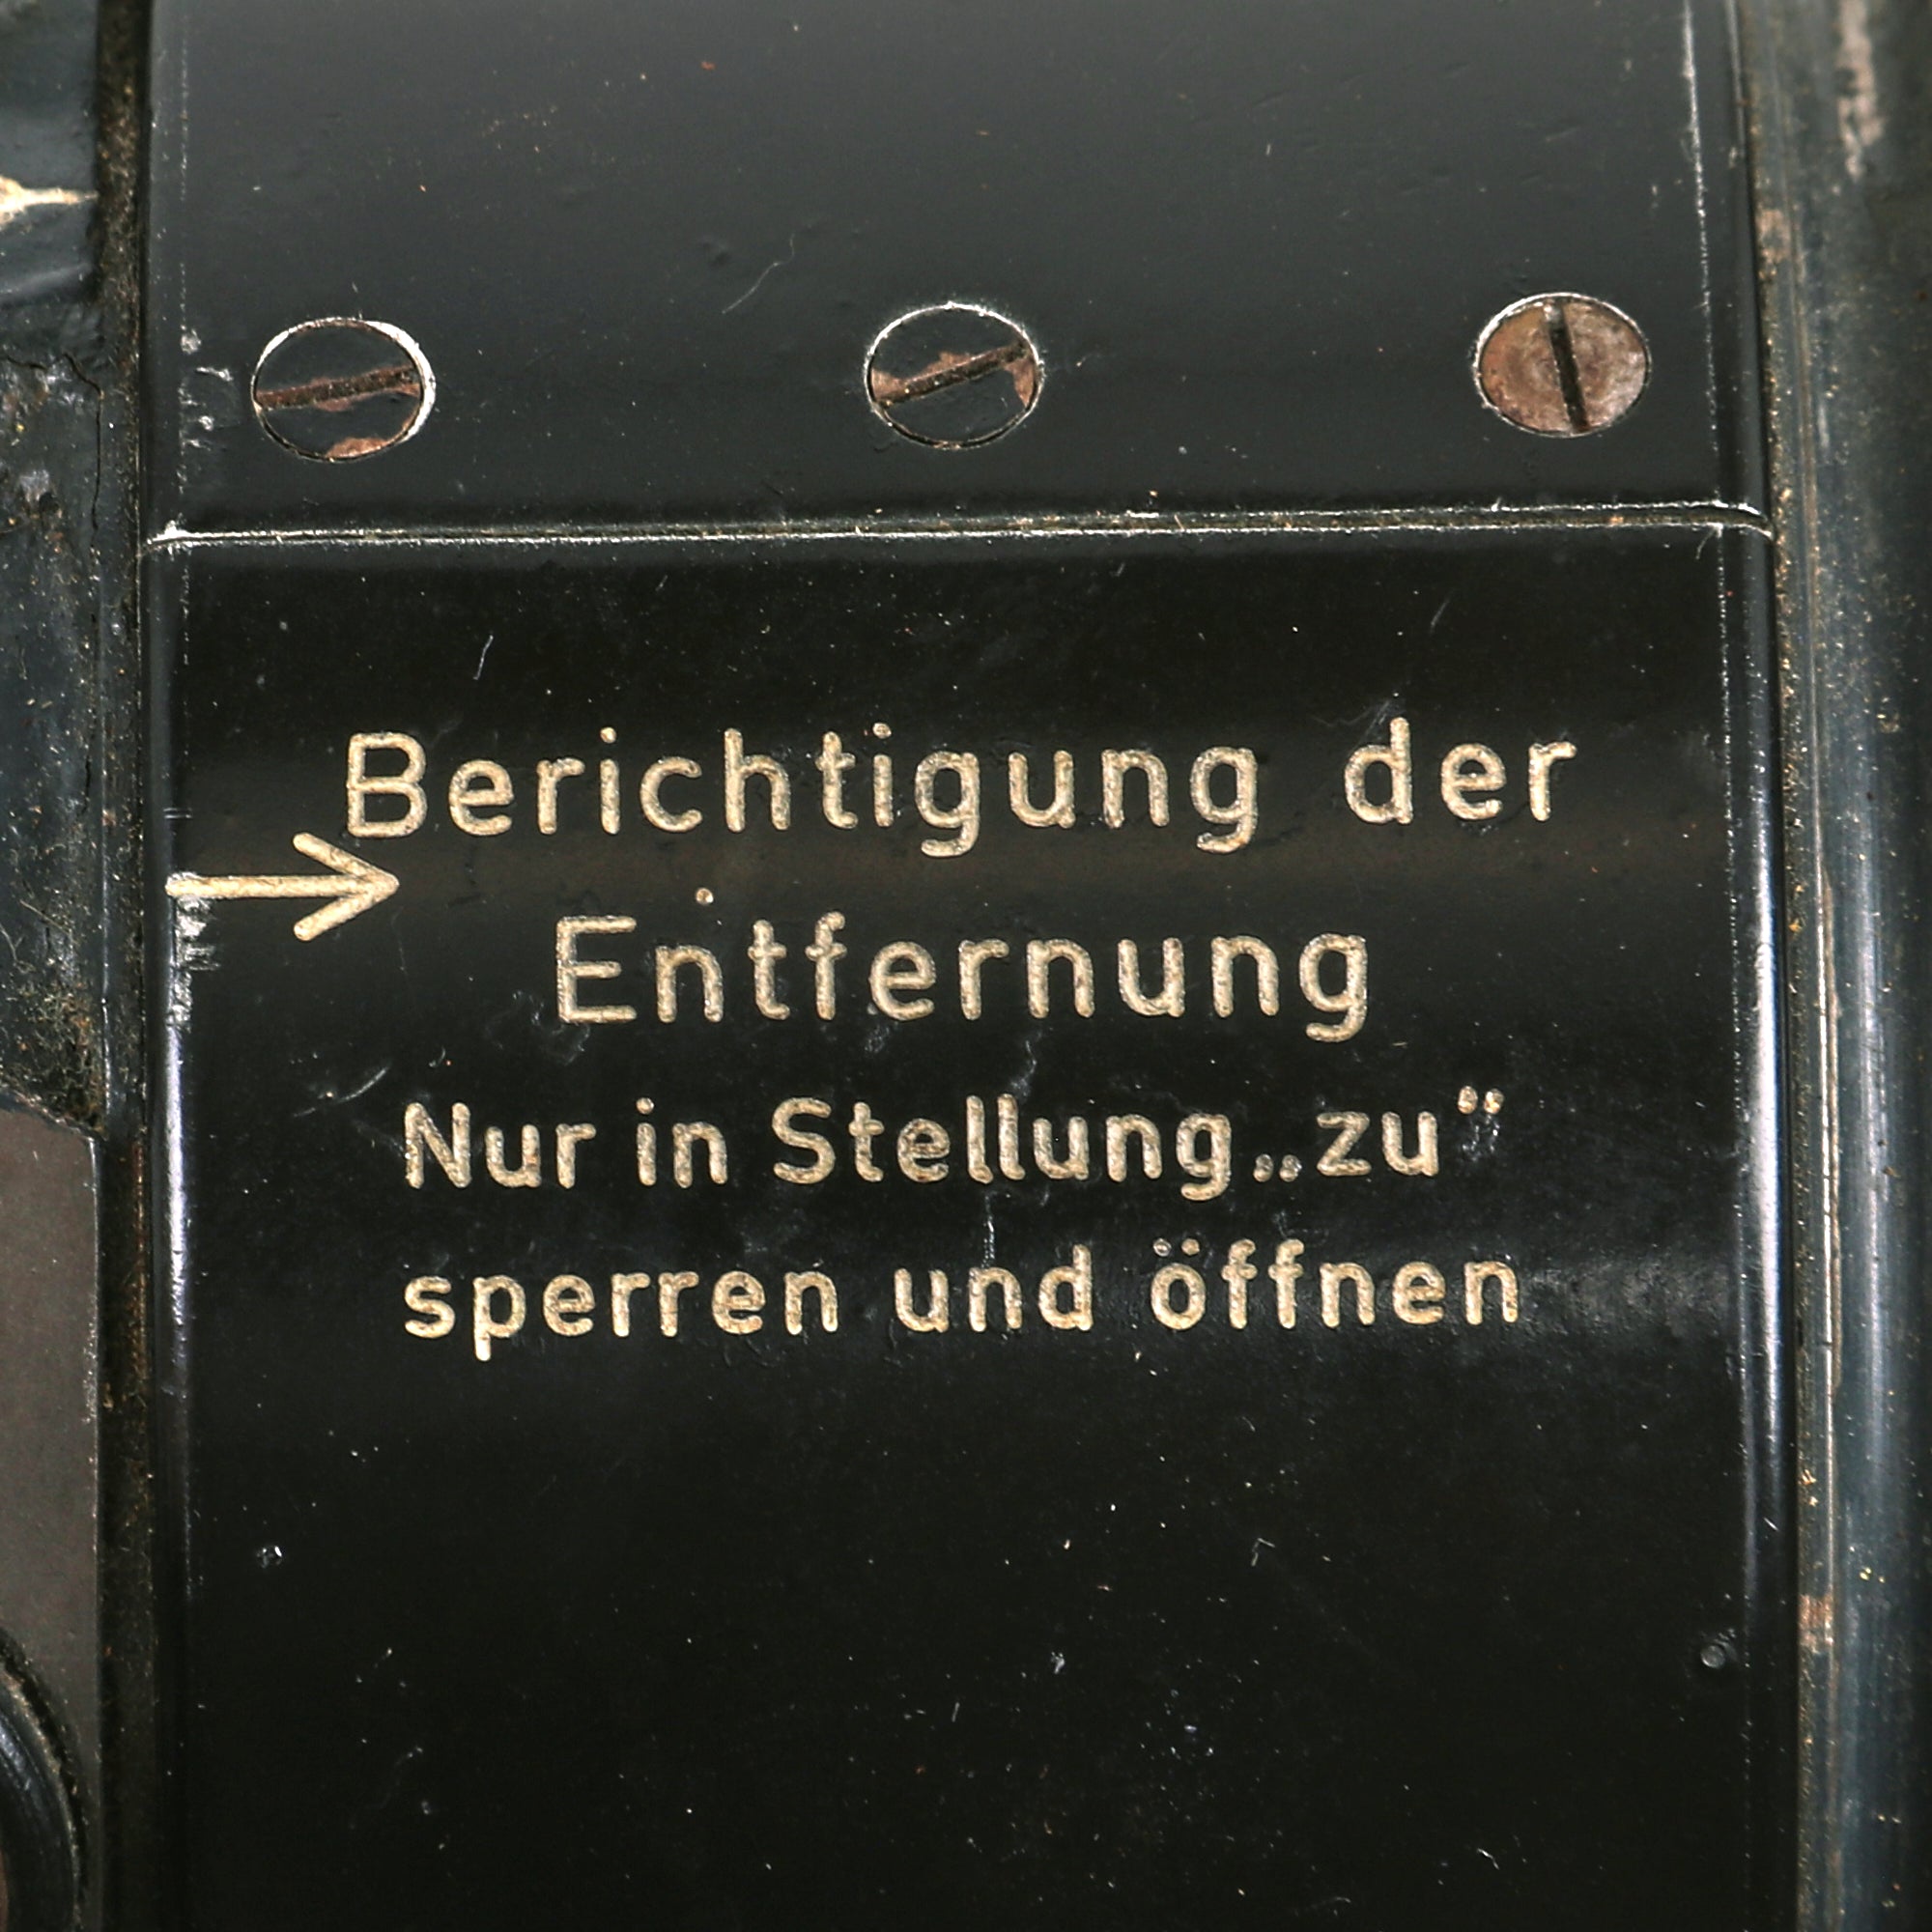 Berichtigung der
Entfernung
Nur in Stellung „zu“
sperren und öffnen